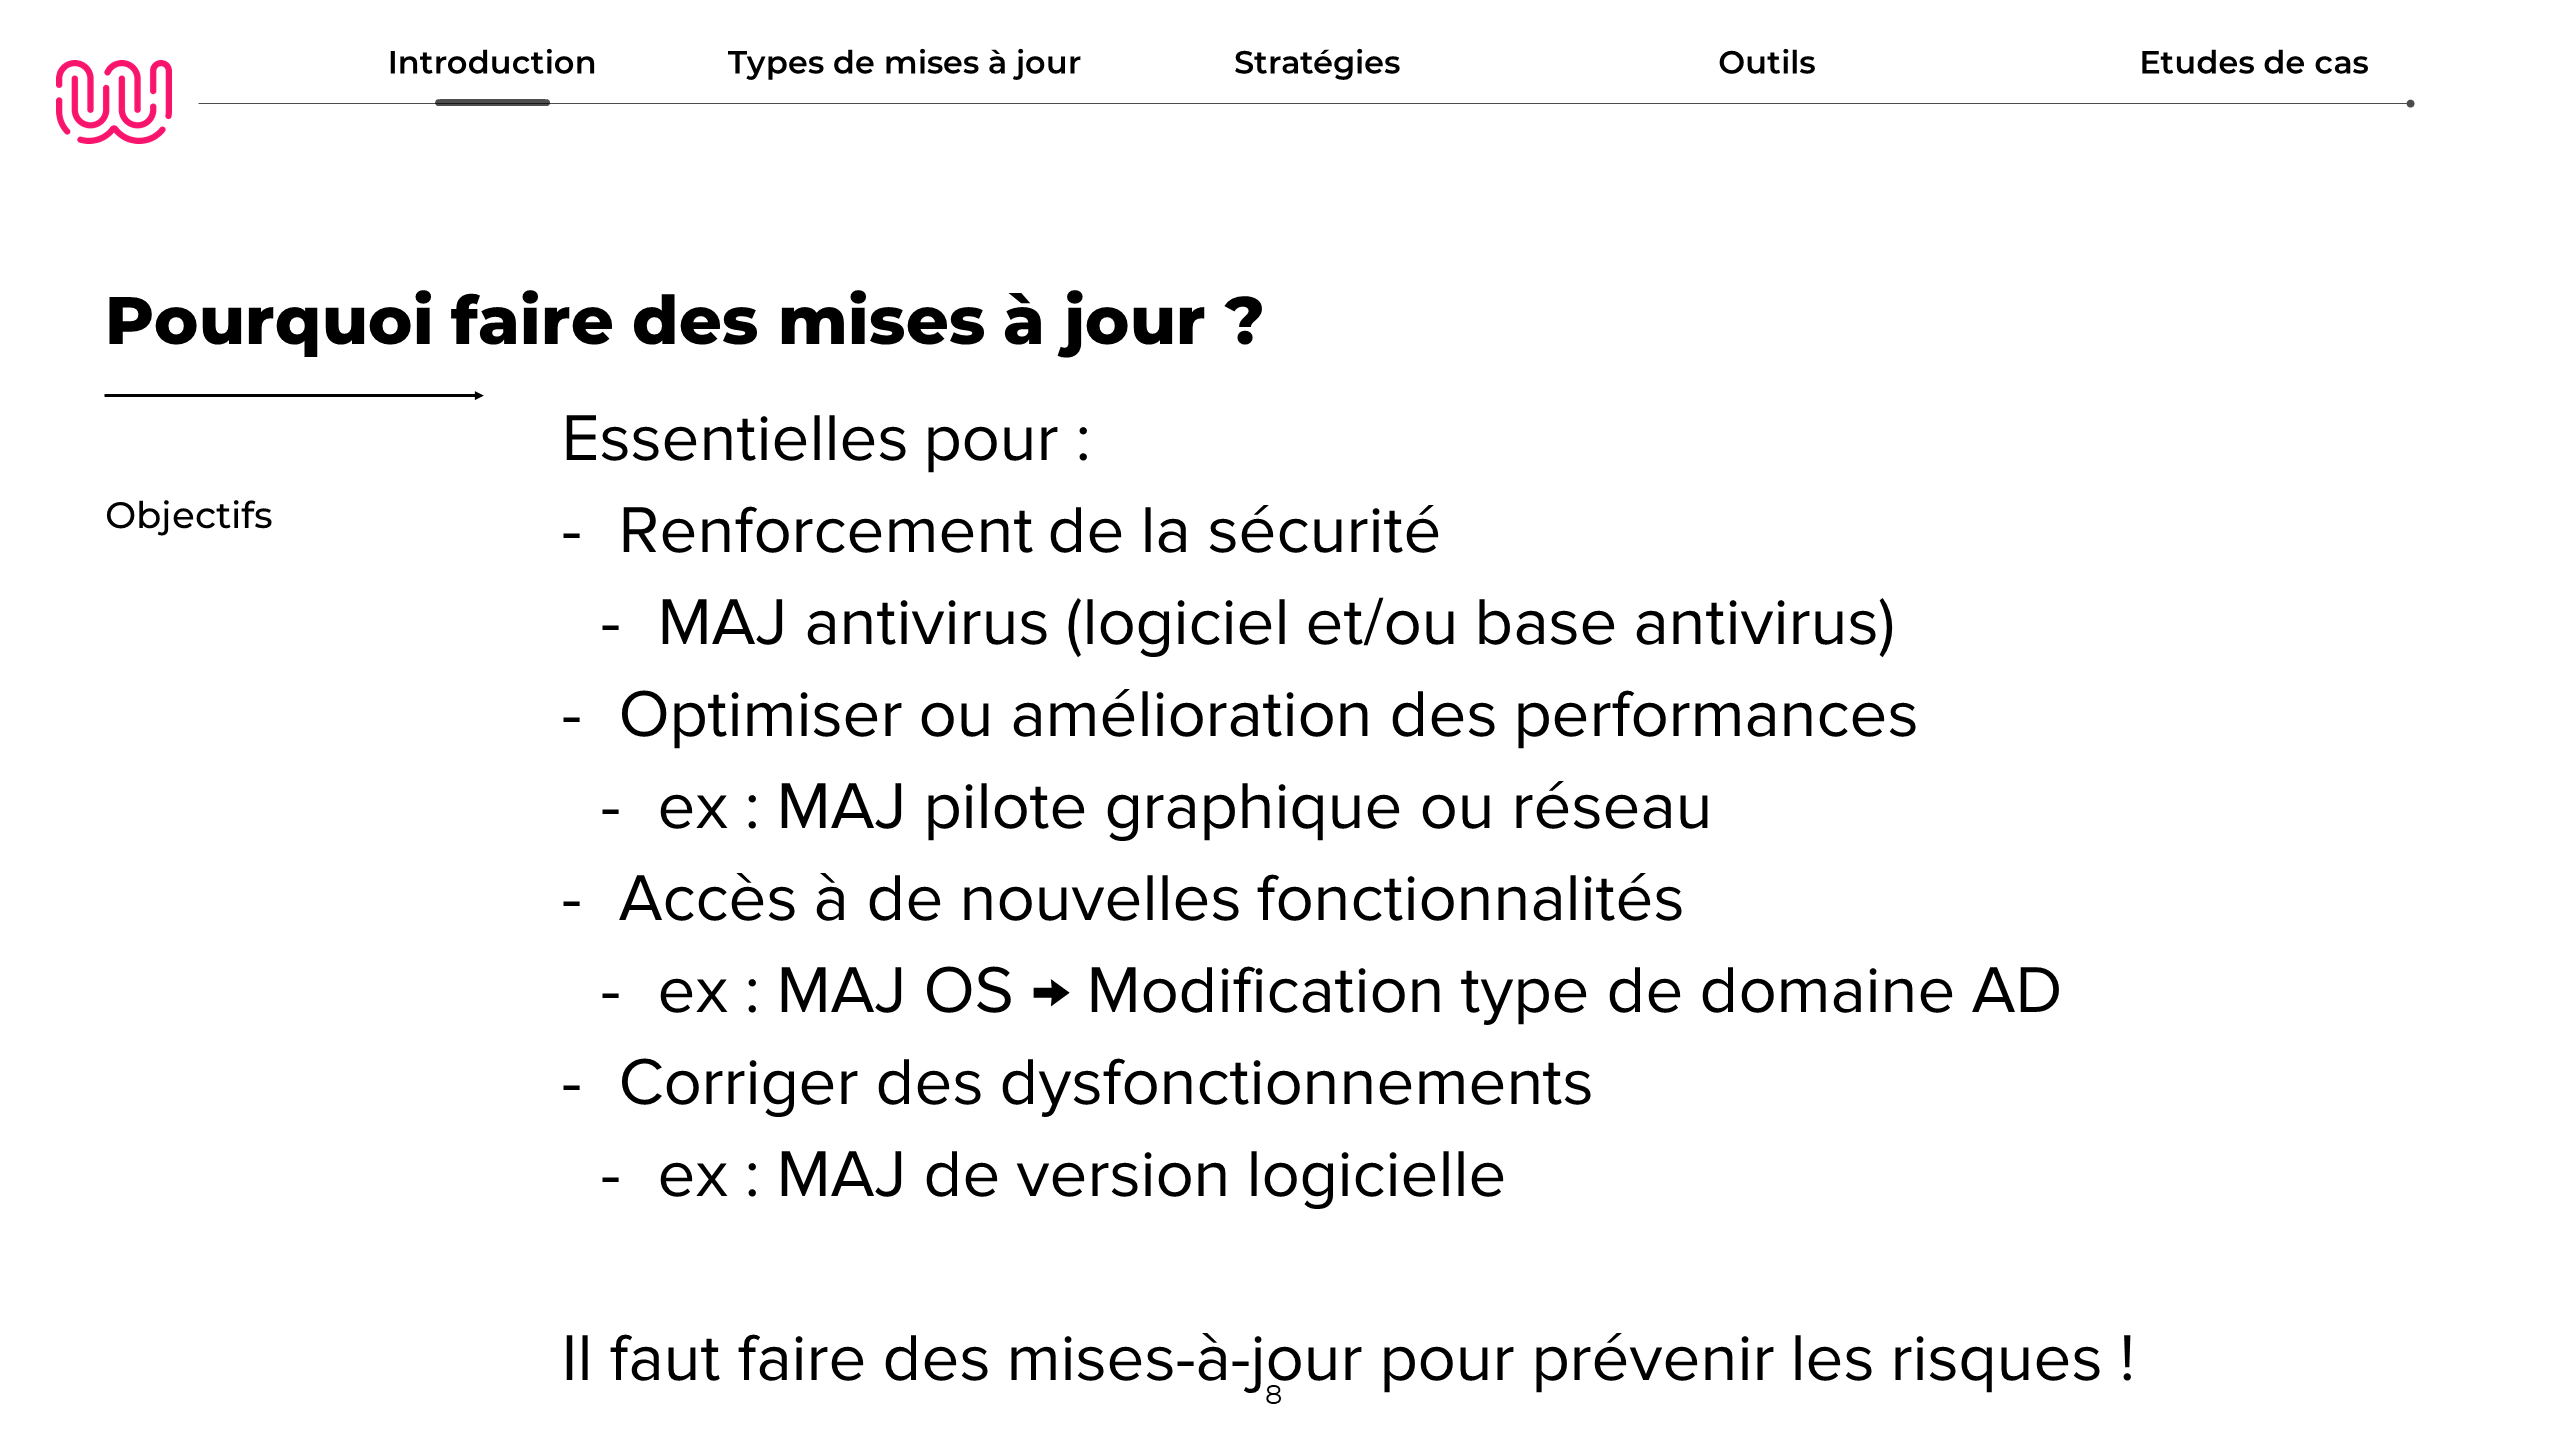 Introduction
Types de mises à jour
Stratégies
Outils
Etudes de cas
Pourquoi faire des mises à jour ?
Objectifs
Essentielles pour :
- Renforcement de la sécurité
- MAJ antivirus (logiciel et/ou base antivirus)
- Optimiser ou amélioration des performances
- ex : MAJ pilote graphique ou réseau
- Accès à de nouvelles fonctionnalités
- ex : MAJ OS 🠪 Modification type de domaine AD
- Corriger des dysfonctionnements
- ex : MAJ de version logicielle
Il faut faire des mises-à-jour pour prévenir les risques !
8